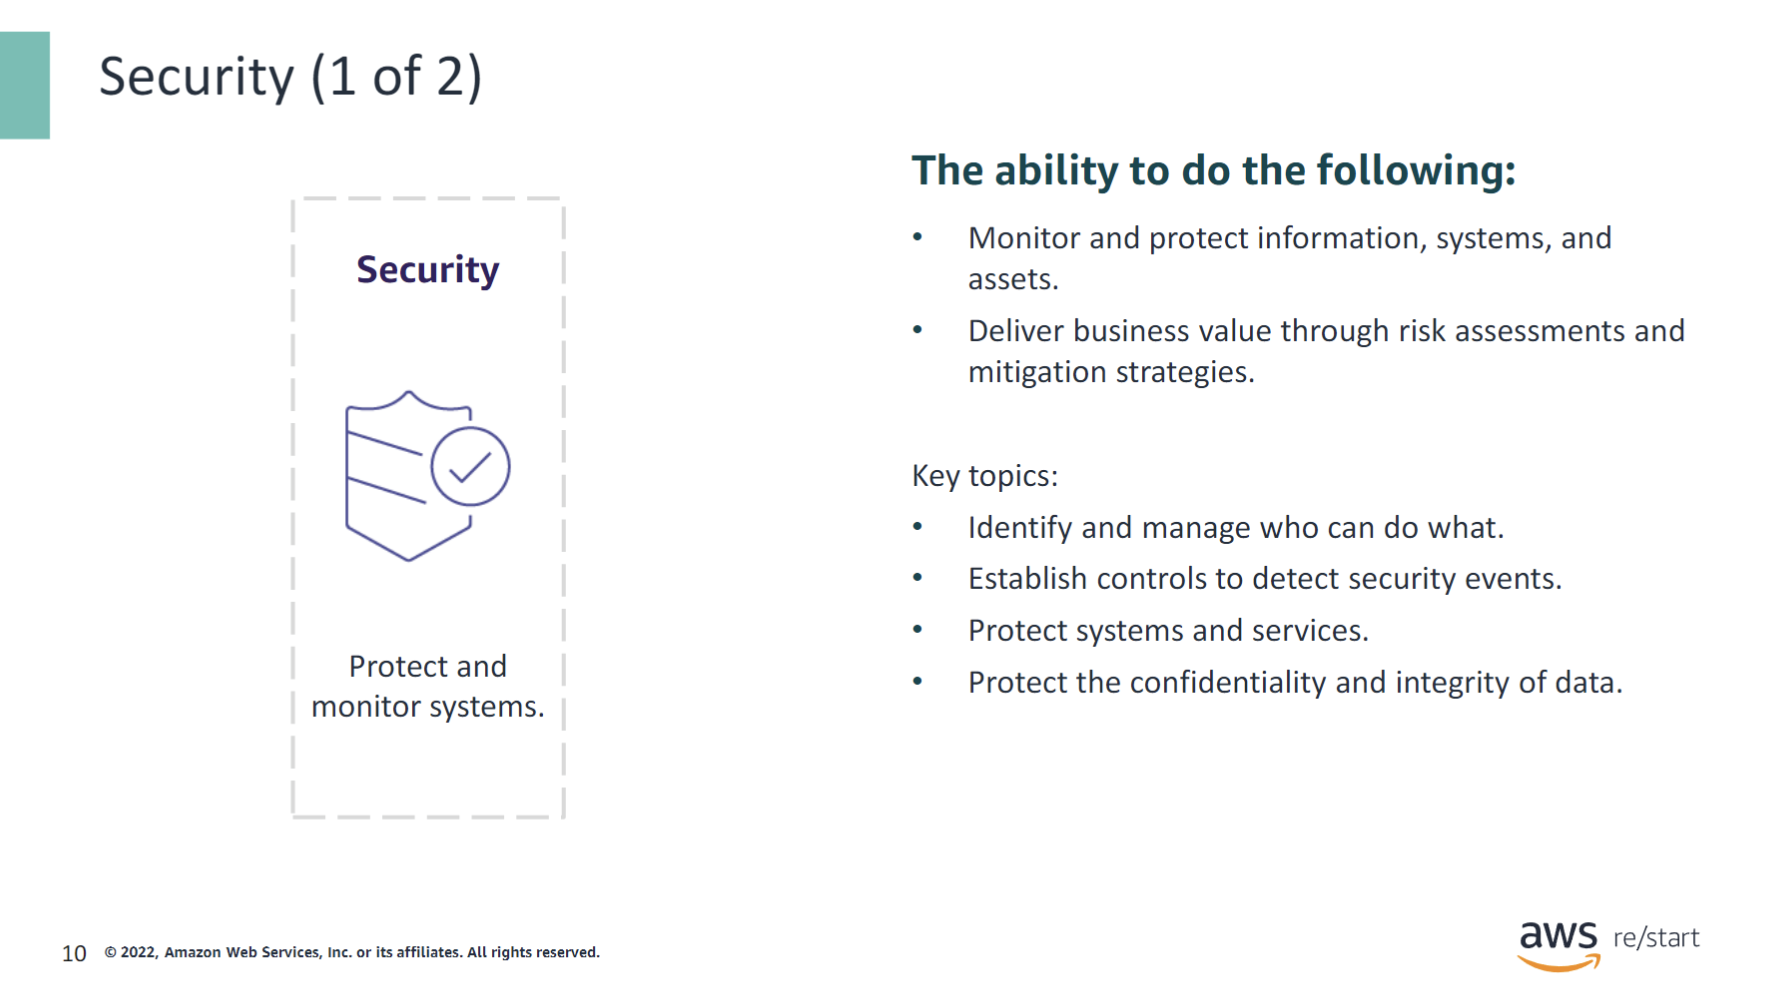 Security (1 of 2)
Security
Protect and
monitor systems.
The ability to do the following:
• Monitor and protect information, systems, and
assets.
• Deliver business value through risk assessments and
mitigation strategies.
Key topics:
• Identify and manage who can do what.
• Establish controls to detect security events.
• Protect systems and services.
• Protect the confidentiality and integrity of data.
10 © 2022, Amazon Web Services, Inc. or its affiliates. All rights reserved.
aws re/start